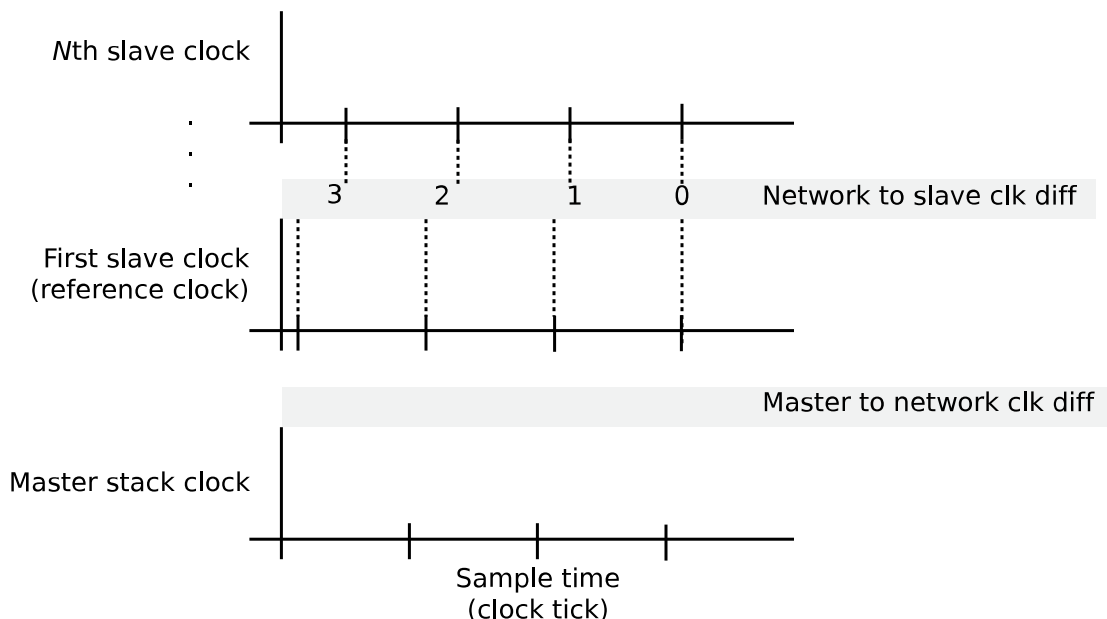 Nth slave clock
.
.
.
3 2 1 0 Network to slave clk diff
First slave clock
(reference clock)
Master to network clk diff
Master stack clock
Sample time
(clock tick)